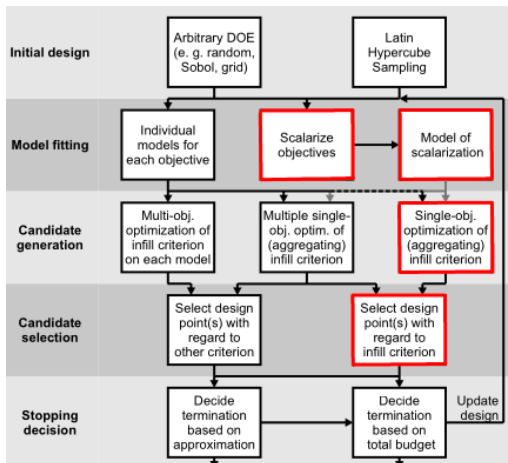 Initial design
Arbitrary DOE
(e. g. random,
Sobol, grid)
Latin
Hypercube
Sampling
Model fitting
Individual
models for
each objective
Scalarize
objectives
Model of
scalarization
Candidate
generation
Multi-obj.
optimization of
infill criterion
on each model
Multiple single-
obj. optim. of
(aggregating)
infill criterion
Single-obj.
optimization of
(aggregating)
infill criterion
Candidate
selection
Select design
point(s) with
regard to
other criterion
Select design
point(s) with
regard to
infill criterion
Stopping
decision
Decide
termination
based on
approximation
Decide
termination
based on
total budget
Update
design